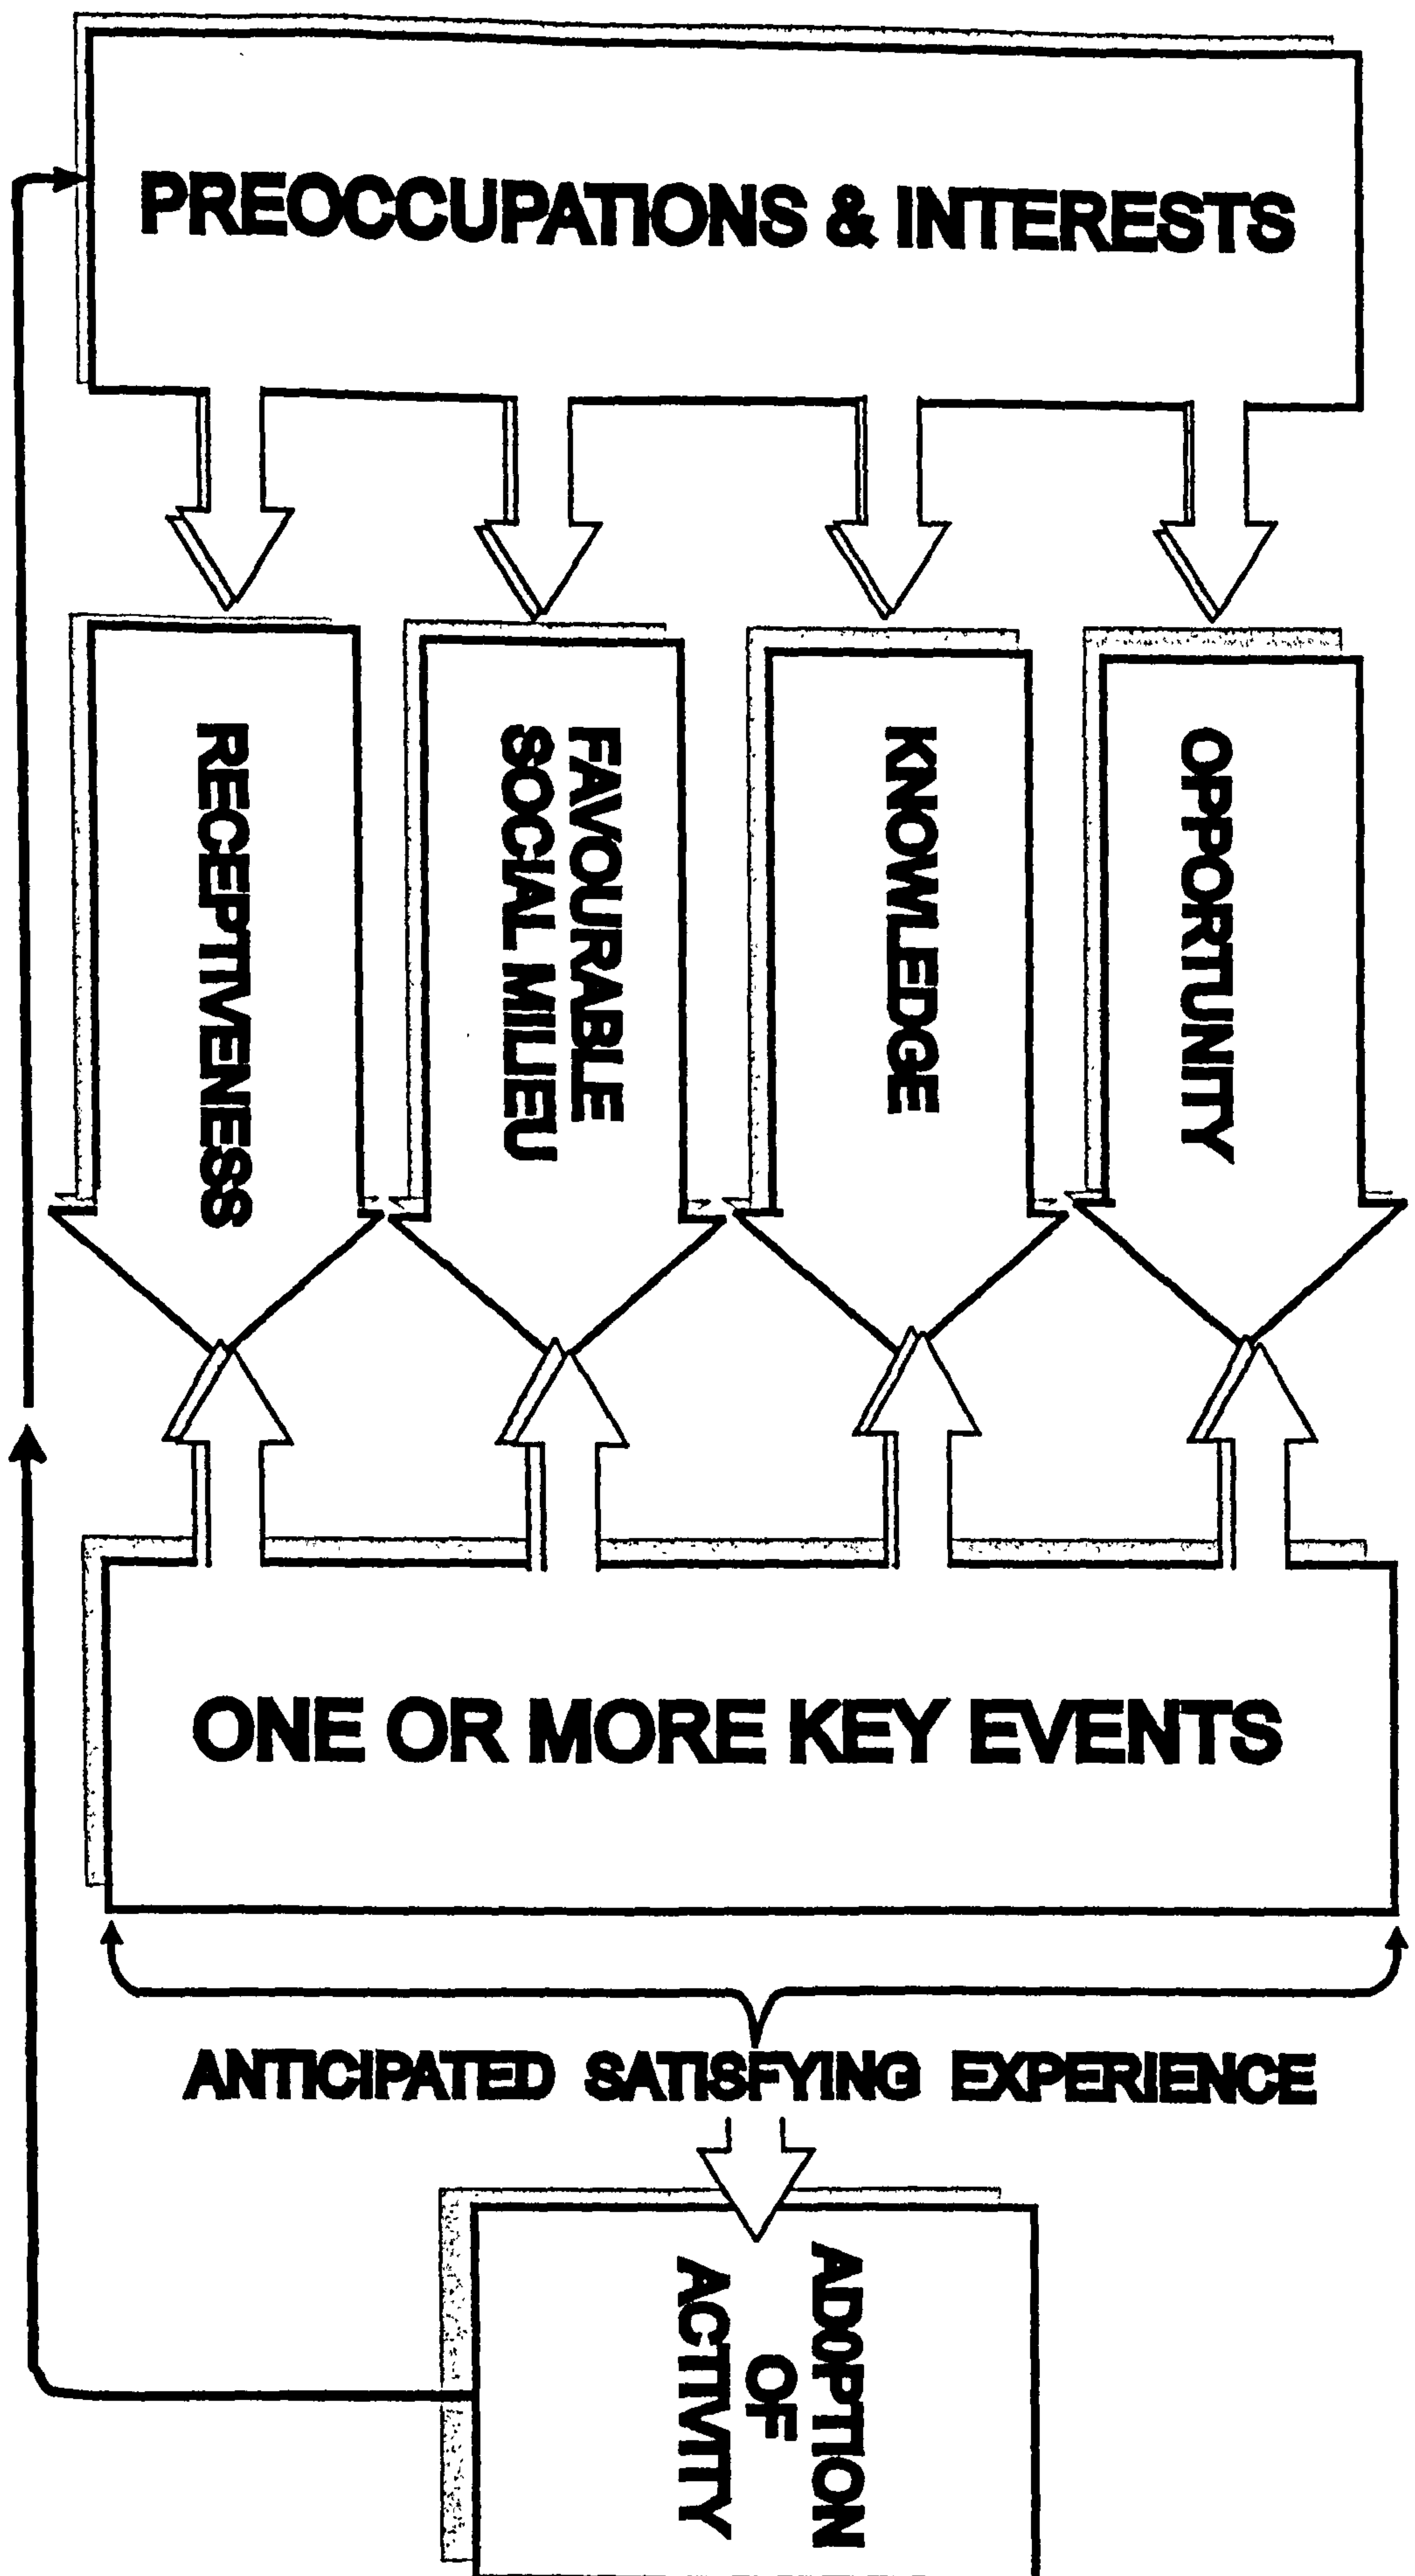 PREOCCUPATIONS & INTERESTS
RECEPTIVENESS
FAVOURABLE
SOCIAL MILIEU
KNOWLEDGE
OPPORTUNITY
ONE OR MORE KEY EVENTS
ANTICIPATED SATISFYING EXPERIENCE
ADOPTION
OF
ACTIVITY